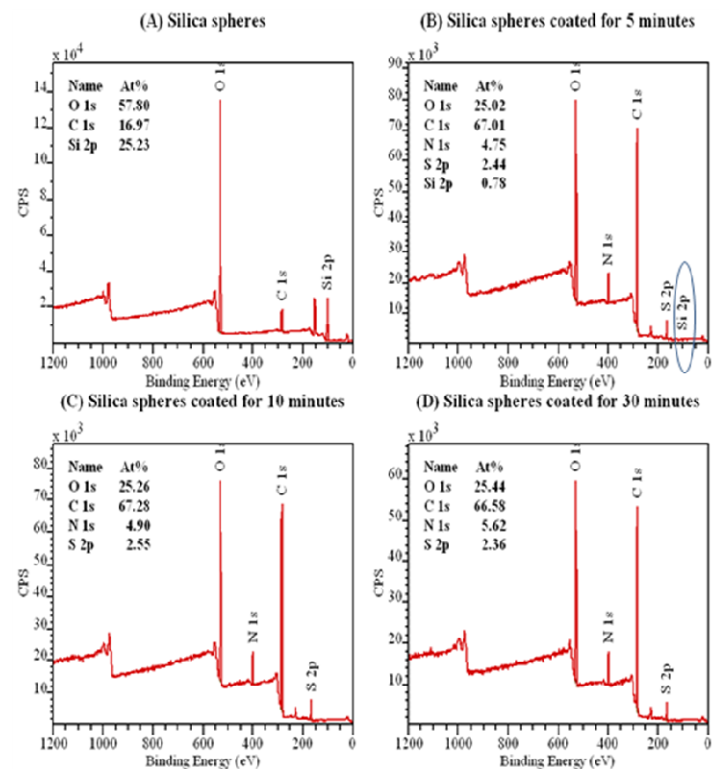 (A) Silica spheres
x 10⁴
Name At%
O 1s 57.80
C 1s 16.97
Si 2p 25.23
O 1s
C 1s
Si 2p
14
12
10
8
6
4
2
CPS
1200 1000 800 600 400 200 0
Binding Energy (eV)
(B) Silica spheres coated for 5 minutes
x 10³
Name At%
O 1s 25.02
C 1s 67.01
N 1s 4.75
S 2p 2.44
Si 2p 0.78
O 1s
N 1s
C 1s
S 2p
Si 2p
90
80
70
60
50
40
30
20
10
CPS
1200 1000 800 600 400 200 0
Binding Energy (eV)
(C) Silica spheres coated for 10 minutes
x 10³
Name At%
O 1s 25.26
C 1s 67.28
N 1s 4.90
S 2p 2.55
O 1s
N 1s
C 1s
S 2p
80
70
60
50
40
30
20
10
CPS
1200 1000 800 600 400 200 0
Binding Energy (eV)
(D) Silica spheres coated for 30 minutes
x 10³
Name At%
O 1s 25.44
C 1s 66.58
N 1s 5.62
S 2p 2.36
O 1s
N 1s
C 1s
S 2p
60
50
40
30
20
10
CPS
1200 1000 800 600 400 200 0
Binding Energy (eV)